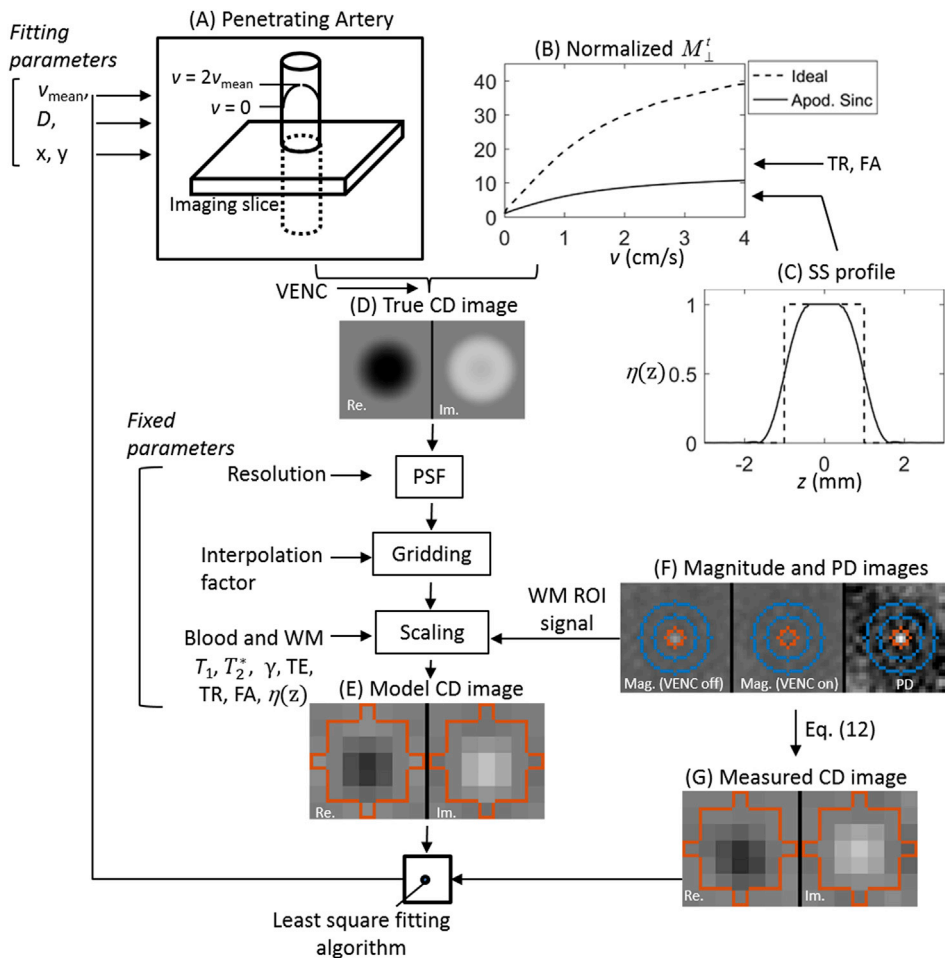 (A) Penetrating Artery
Fitting
parameters
v_mean,
D,
x, y
v = 2v_mean
v = 0
Imaging slice
(B) Normalized M_⊥^t
40
30
20
10
0
0 1 2 3 4
v (cm/s)
Ideal
Apod. Sinc
TR, FA
(C) SS profile
1
0.5
0
η(z)
-2 0 2
z (mm)
VENC
(D) True CD image
Re.
Im.
Fixed
parameters
Resolution
PSF
Interpolation
factor
Gridding
Blood and WM
T_1, T_2^*, γ, TE,
TR, FA, η(z)
Scaling
WM ROI
signal
(F) Magnitude and PD images
Mag. (VENC off)
Mag. (VENC on)
PD
Eq. (12)
(E) Model CD image
Re.
Im.
(G) Measured CD image
Re.
Im.
Least square fitting
algorithm